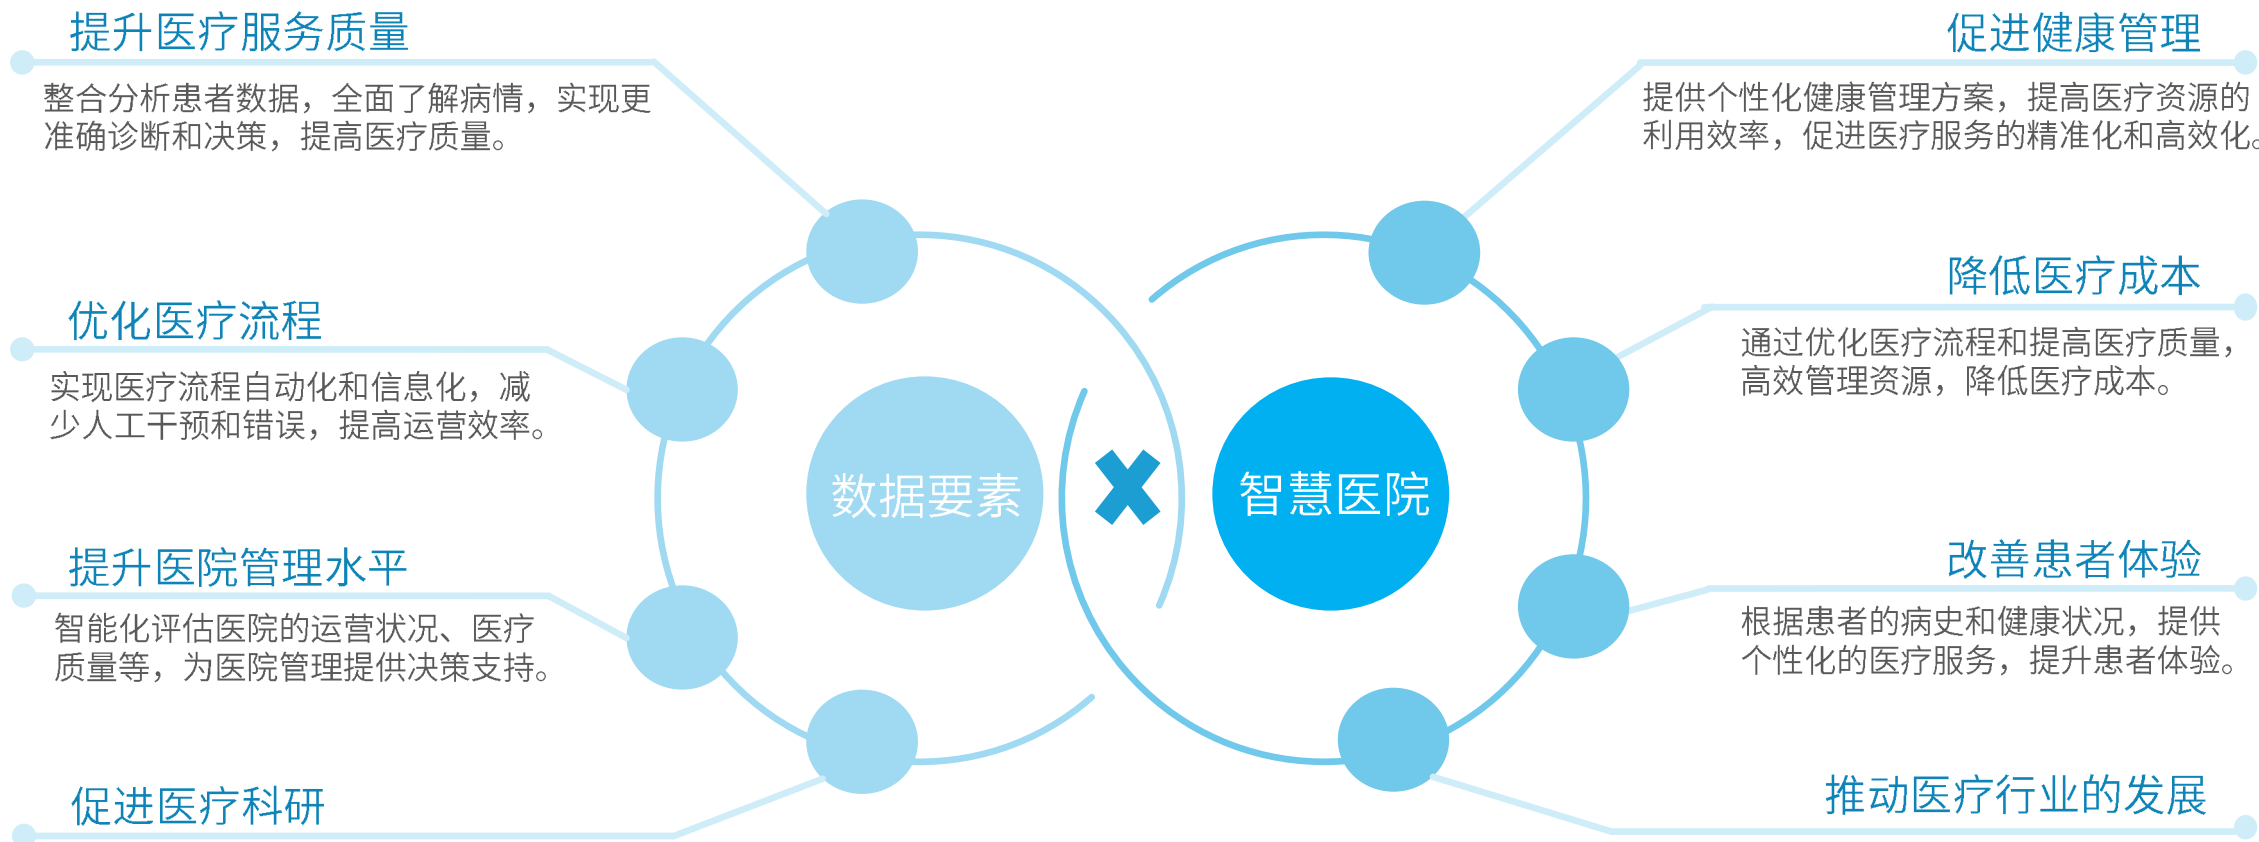 提升医疗服务质量
整合分析患者数据，全面了解病情，实现更
准确诊断和决策，提高医疗质量。
优化医疗流程
实现医疗流程自动化和信息化，减
少人工干预和错误，提高运营效率。
提升医院管理水平
智能化评估医院的运营状况、医疗
质量等，为医院管理提供决策支持。
促进医疗科研
数据要素
智慧医院
促进健康管理
提供个性化健康管理方案，提高医疗资源的
利用效率，促进医疗服务的精准化和高效化。
降低医疗成本
通过优化医疗流程和提高医疗质量，
高效管理资源，降低医疗成本。
改善患者体验
根据患者的病史和健康状况，提供
个性化的医疗服务，提升患者体验。
推动医疗行业的发展